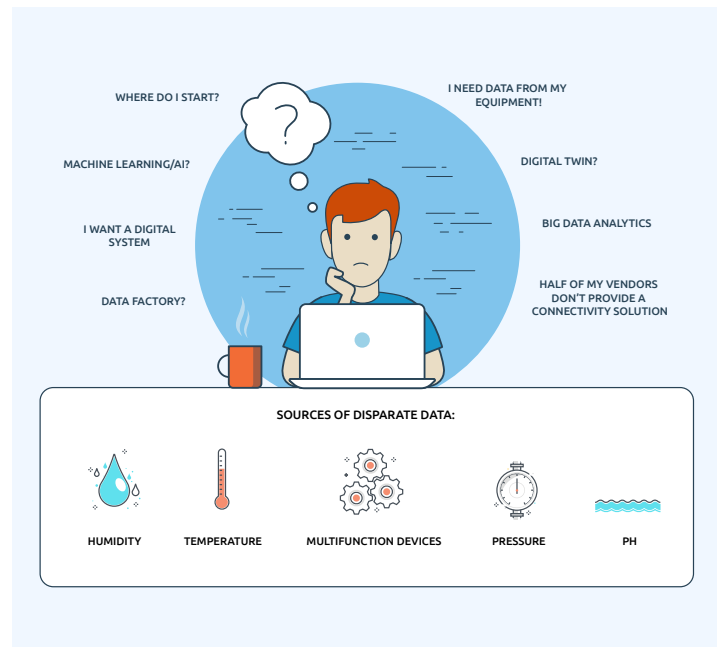 WHERE DO I START?
I NEED DATA FROM MY
EQUIPMENT!
?
MACHINE LEARNING/AI?
DIGITAL TWIN?
I WANT A DIGITAL
SYSTEM
BIG DATA ANALYTICS
DATA FACTORY?
HALF OF MY VENDORS
DON'T PROVIDE A
CONNECTIVITY SOLUTION
SOURCES OF DISPARATE DATA:
HUMIDITY
TEMPERATURE
MULTIFUNCTION DEVICES
PRESSURE
PH